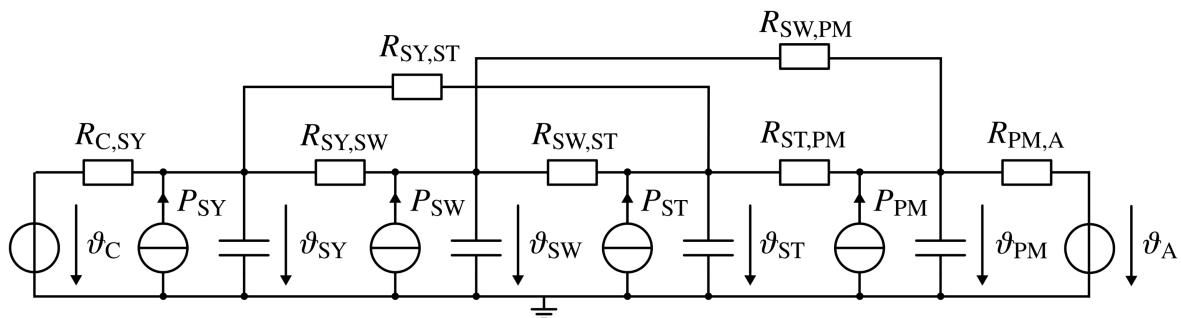 R_SW,PM
R_SY,ST
R_C,SY
R_SY,SW
R_SW,ST
R_ST,PM
R_PM,A
P_SY
P_SW
P_ST
P_PM
ϑ_C
ϑ_SY
ϑ_SW
ϑ_ST
ϑ_PM
ϑ_A